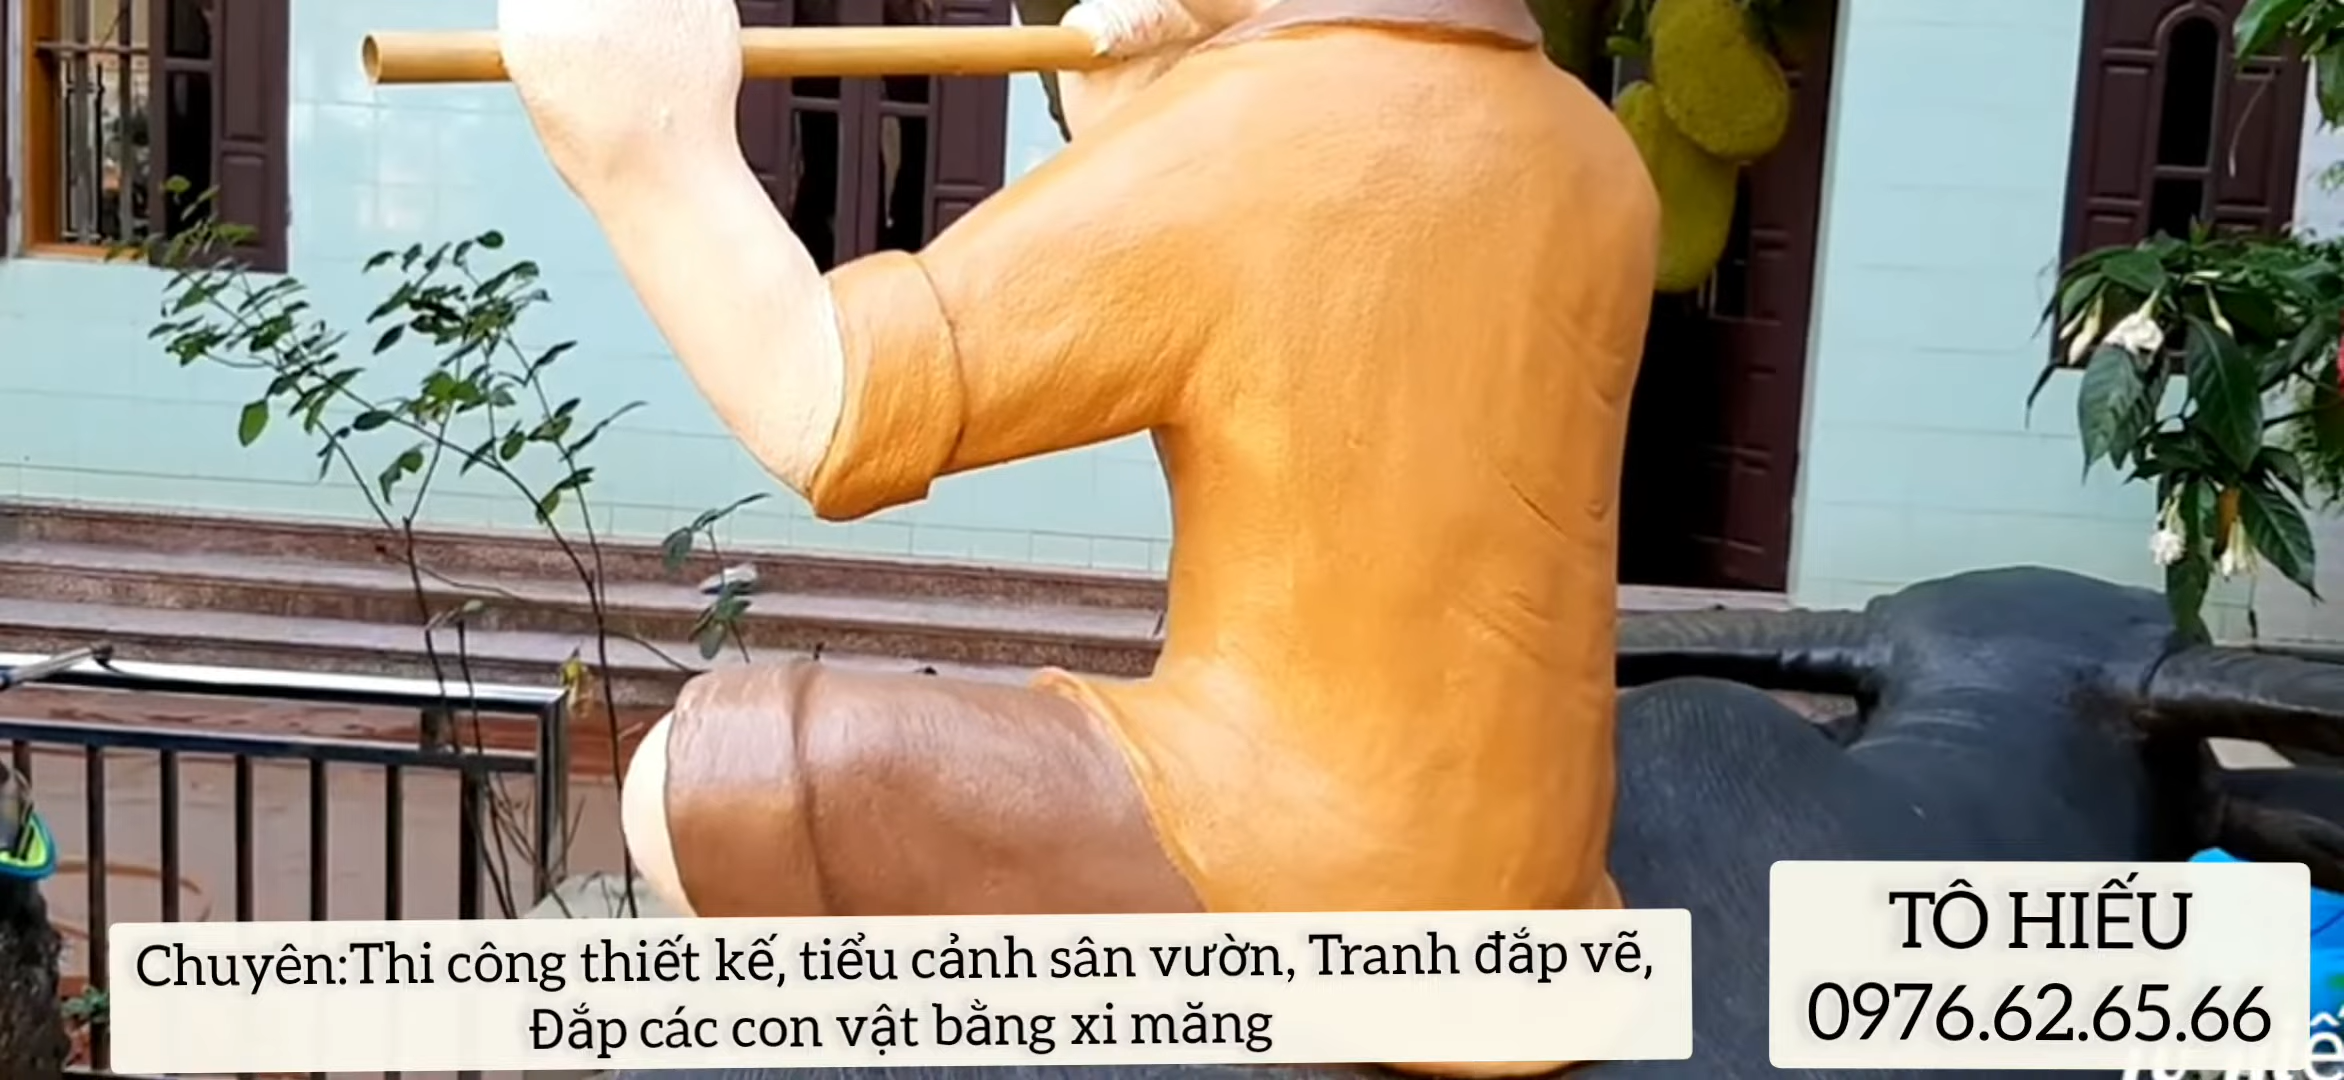 Chuyên:Thi công thiết kế, tiểu cảnh sân vườn, Tranh đắp vẽ,
Đắp các con vật bằng xi măng
TÔ HIẾU
0976.62.65.66